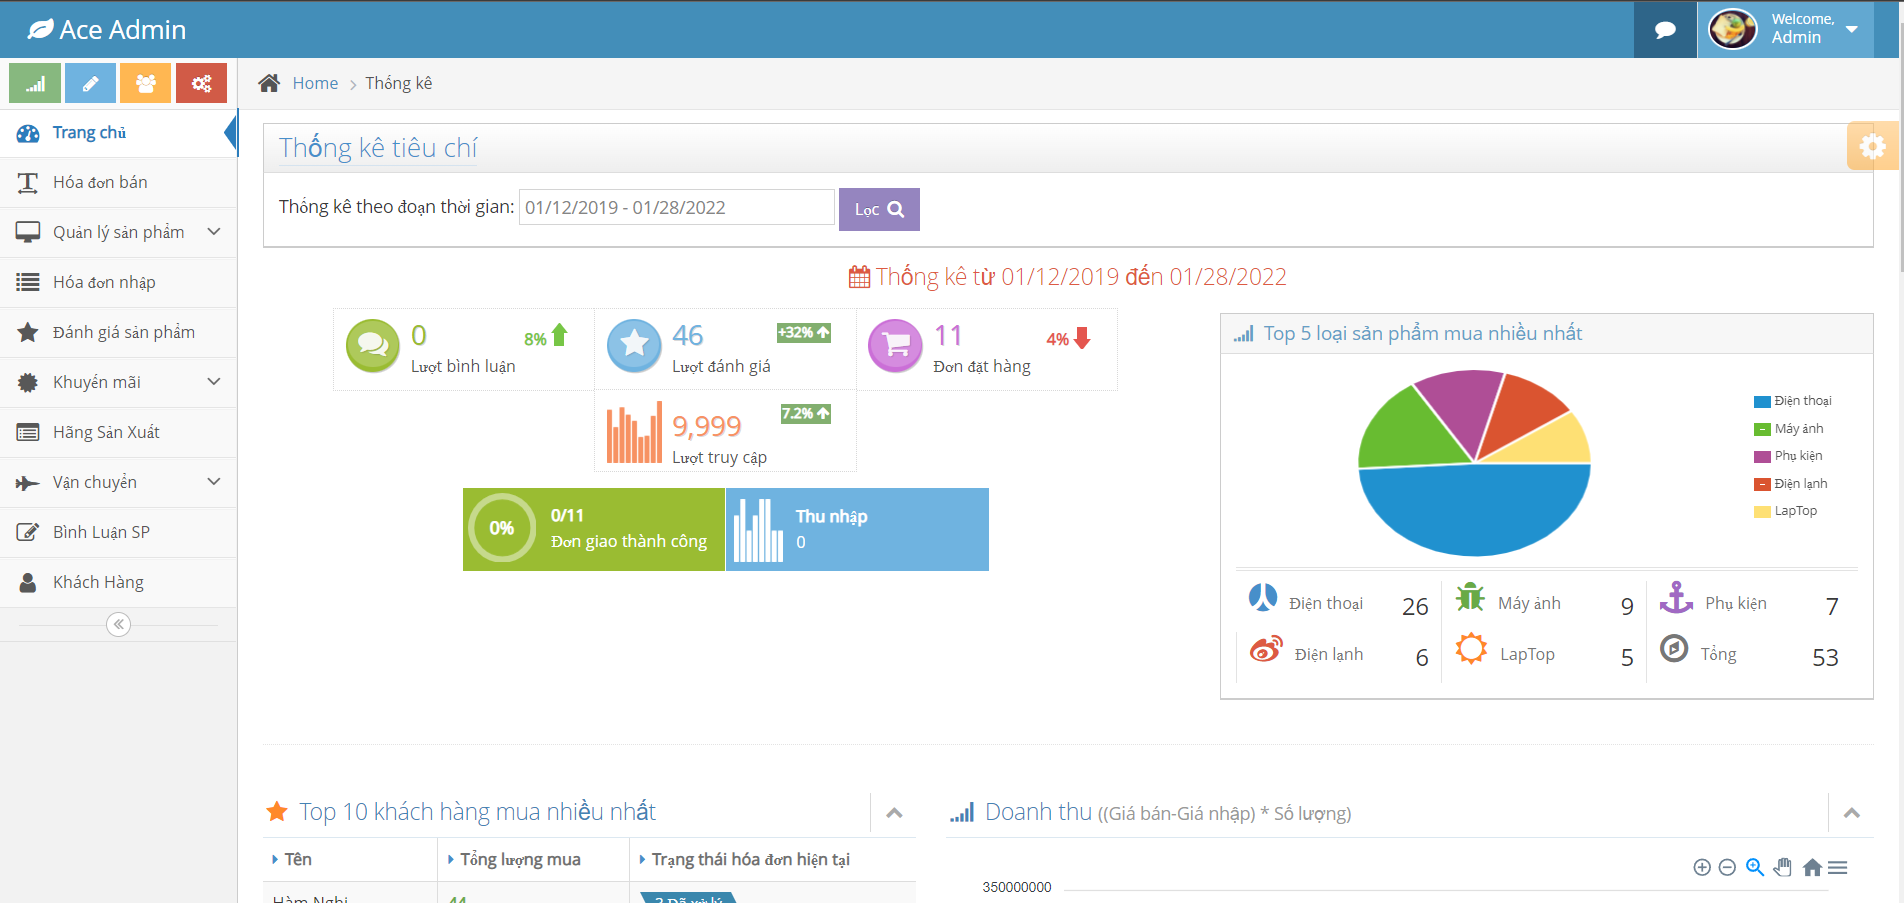 Ace Admin
Welcome,
Admin
Home > Thống kê
Trang chủ
Hóa đơn bán
Quản lý sản phẩm
Hóa đơn nhập
Đánh giá sản phẩm
Khuyến mãi
Hãng Sản Xuất
Vận chuyển
Bình Luận SP
Khách Hàng
Thống kê tiêu chí
Thống kê theo đoạn thời gian: 01/12/2019 - 01/28/2022 Lọc
Thống kê từ 01/12/2019 đến 01/28/2022
0 8%
Lượt bình luận
46 +32%
Lượt đánh giá
11 4%
Đơn đặt hàng
9,999 7.2%
Lượt truy cập
0% 0/11
Đơn giao thành công
Thu nhập
0
Top 5 loại sản phẩm mua nhiều nhất
Điện thoại
Máy ảnh
Phụ kiện
Điện lạnh
LapTop
Điện thoại 26 Máy ảnh 9 Phụ kiện 7
Điện lạnh 6 LapTop 5 Tổng 53
Top 10 khách hàng mua nhiều nhất
Tên Tổng lượng mua Trạng thái hóa đơn hiện tại
Hàm Nghi 44 3 Đã xử lý
Doanh thu ((Giá bán-Giá nhập) * Số lượng)
350000000